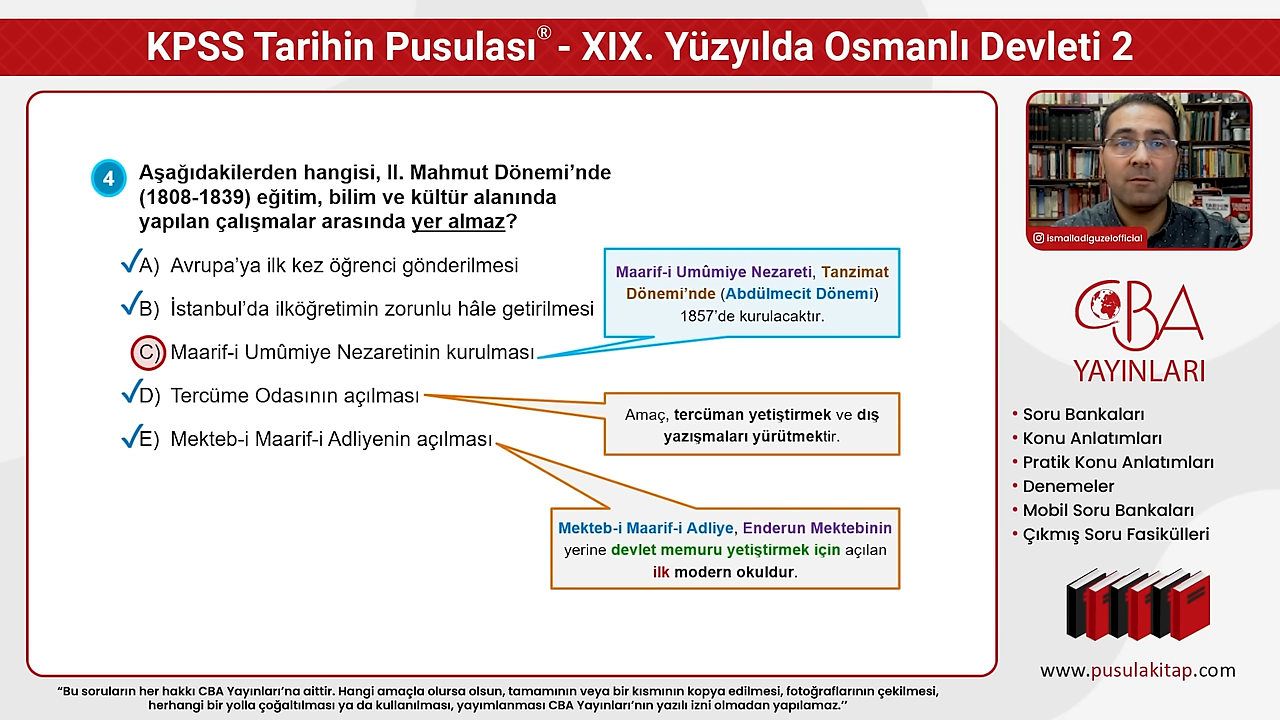 KPSS Tarihin Pusulası® - XIX. Yüzyılda Osmanlı Devleti 2
4
Aşağıdakilerden hangisi, II. Mahmut Dönemi’nde
(1808-1839) eğitim, bilim ve kültür alanında
yapılan çalışmalar arasında yer almaz?
A) Avrupa’ya ilk kez öğrenci gönderilmesi
B) İstanbul’da ilköğretimin zorunlu hâle getirilmesi
C) Maarif-i Umûmiye Nezaretinin kurulması
D) Tercüme Odasının açılması
E) Mekteb-i Maarif-i Adliyenin açılması
Maarif-i Umûmiye Nezareti, Tanzimat
Dönemi’nde (Abdülmecit Dönemi)
1857’de kurulacaktır.
Amaç, tercüman yetiştirmek ve dış
yazışmaları yürütmektir.
Mekteb-i Maarif-i Adliye, Enderun Mektebinin
yerine devlet memuru yetiştirmek için açılan
ilk modern okuldur.
ismailadiguzelofficial
CBA
YAYINLARI
• Soru Bankaları
• Konu Anlatımları
• Pratik Konu Anlatımları
• Denemeler
• Mobil Soru Bankaları
• Çıkmış Soru Fasikülleri
www.pusulakitap.com
“Bu soruların her hakkı CBA Yayınları’na aittir. Hangi amaçla olursa olsun, tamamının veya bir kısmının kopya edilmesi, fotoğraflarının çekilmesi,
herhangi bir yolla çoğaltılması ya da kullanılması, yayımlanması CBA Yayınları’nın yazılı izni olmadan yapılamaz.’’